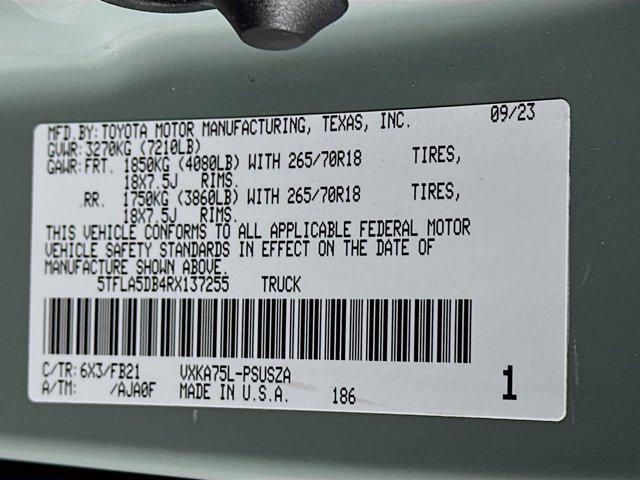 MFD.BY:TOYOTA MOTOR MANUFACTURING, TEXAS, INC. 09/23
GVWR: 3270KG (7210LB)
GAWR:FRT. 1850KG (4080LB) WITH 265/70R18 TIRES,
18X7.5J RIMS.
RR. 1750KG (3860LB) WITH 265/70R18 TIRES,
18X7.5J RIMS.
THIS VEHICLE CONFORMS TO ALL APPLICABLE FEDERAL MOTOR
VEHICLE SAFETY STANDARDS IN EFFECT ON THE DATE OF
MANUFACTURE SHOWN ABOVE.
5TFLA5DB4RX137255 TRUCK
C/TR: 6X3/FB21 VXKA75L-PSUSZA
A/TM: /AJA0F MADE IN U.S.A. 186 1